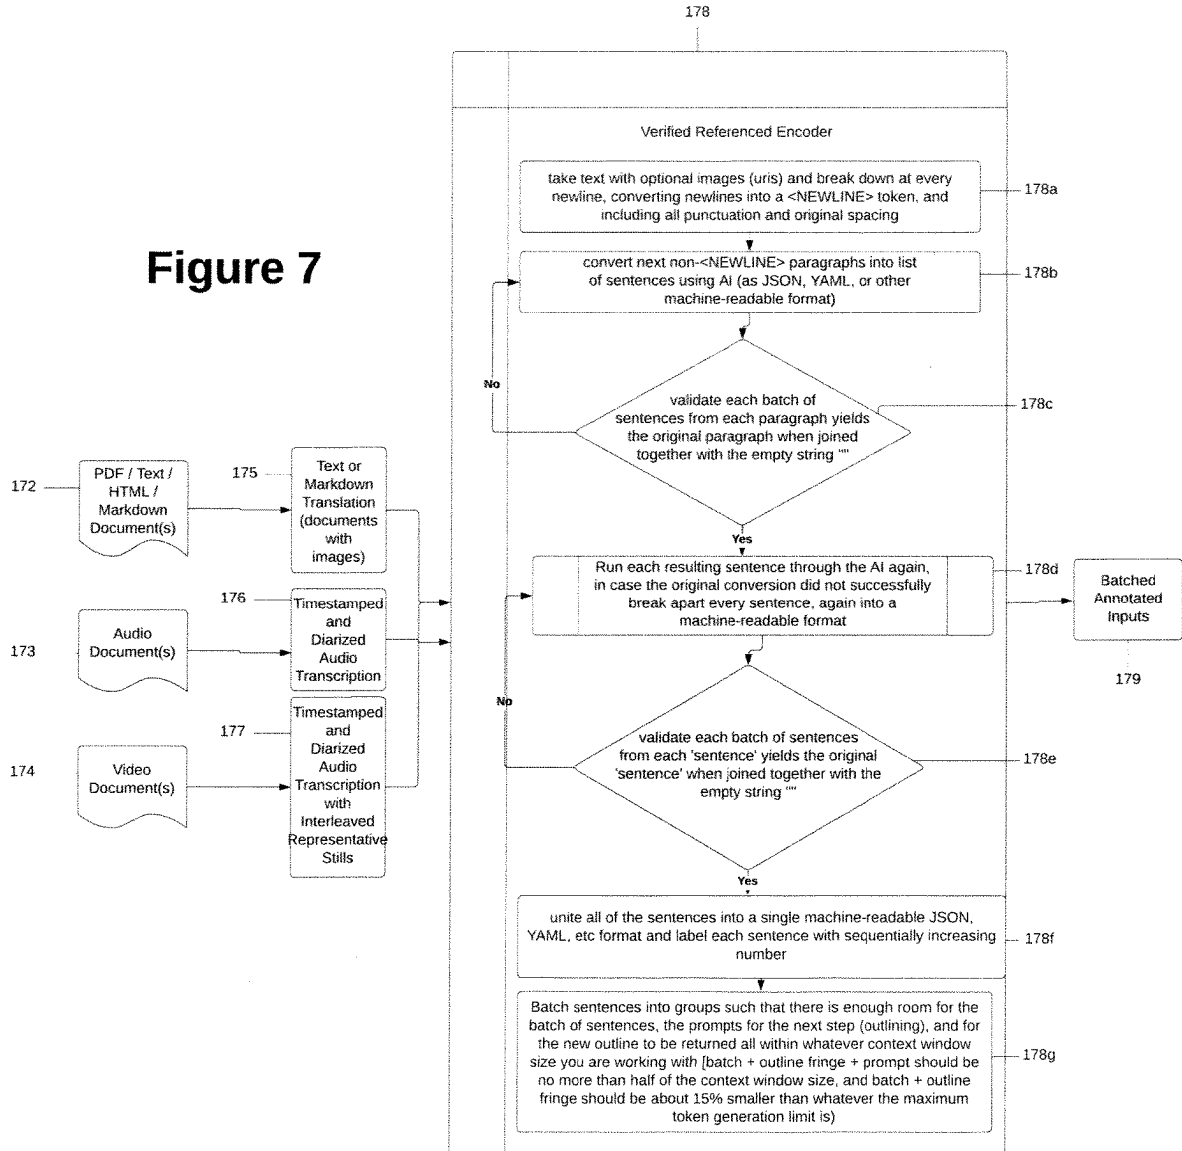 178
Verified Referenced Encoder
take text with optional images (uris) and break down at every
newline, converting newlines into a <NEWLINE> token, and
including all punctuation and original spacing
178a
Figure 7
convert next non-<NEWLINE> paragraphs into list
of sentences using AI (as JSON, YAML, or other
machine-readable format)
178b
No
validate each batch of
sentences from each paragraph yields
the original paragraph when joined
together with the empty string ""
178c
Yes
172
PDF / Text /
HTML /
Markdown
Document(s)
175
Text or
Markdown
Translation
(documents
with
images)
173
Audio
Document(s)
176
Timestamped
and
Diarized
Audio
Transcription
174
Video
Document(s)
177
Timestamped
and
Diarized
Audio
Transcription
with
Interleaved
Representative
Stills
Run each resulting sentence through the AI again,
in case the original conversion did not successfully
break apart every sentence, again into a
machine-readable format
178d
Batched
Annotated
Inputs
179
No
validate each batch of sentences
from each 'sentence' yields the original
'sentence' when joined together with the
empty string ""
178e
Yes
unite all of the sentences into a single machine-readable JSON,
YAML, etc format and label each sentence with sequentially increasing
number
178f
Batch sentences into groups such that there is enough room for the
batch of sentences, the prompts for the next step (outlining), and for
the new outline to be returned all within whatever context window
size you are working with [batch + outline fringe + prompt should be
no more than half of the context window size, and batch + outline
fringe should be about 15% smaller than whatever the maximum
token generation limit is)
178g